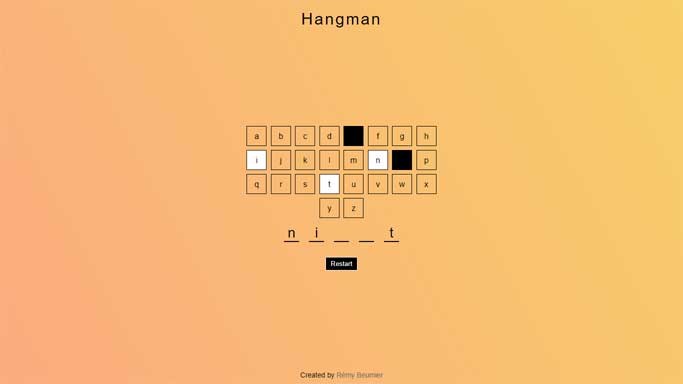 Hangman
a b c d f g h
i j k l m n p
q r s t u v w x
y z
n i _ _ t
Restart
Created by Rémy Beumier